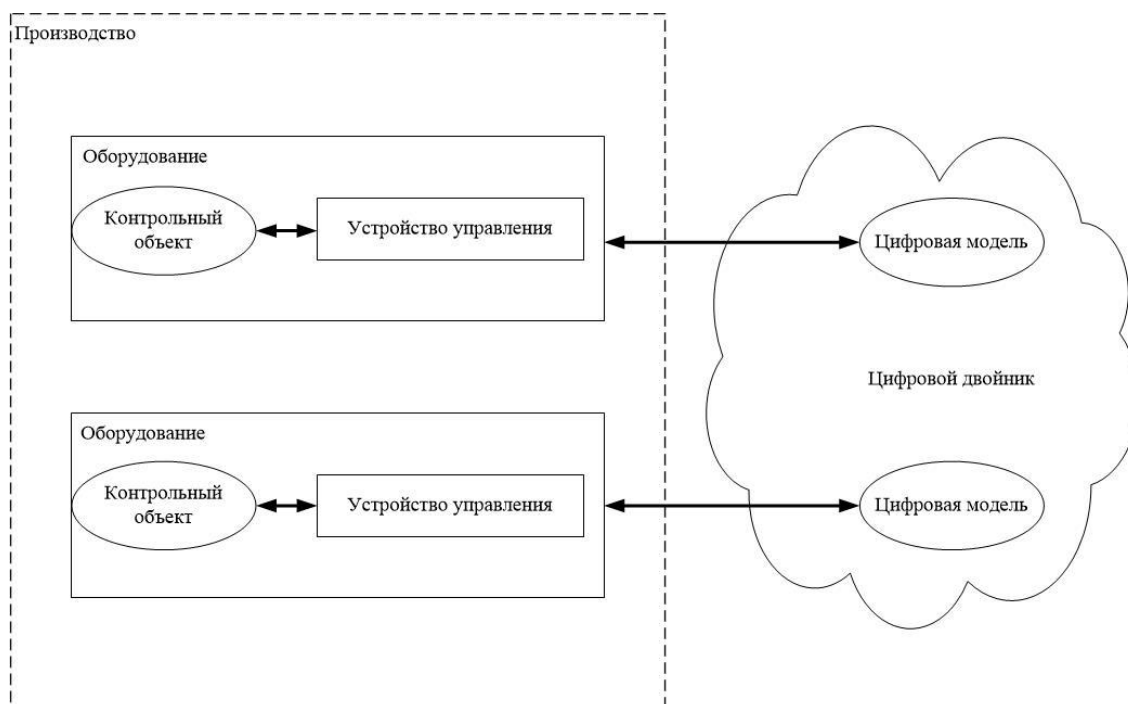 Производство
Оборудование
Контрольный
объект
Устройство управления
Цифровая модель
Цифровой двойник
Оборудование
Контрольный
объект
Устройство управления
Цифровая модель